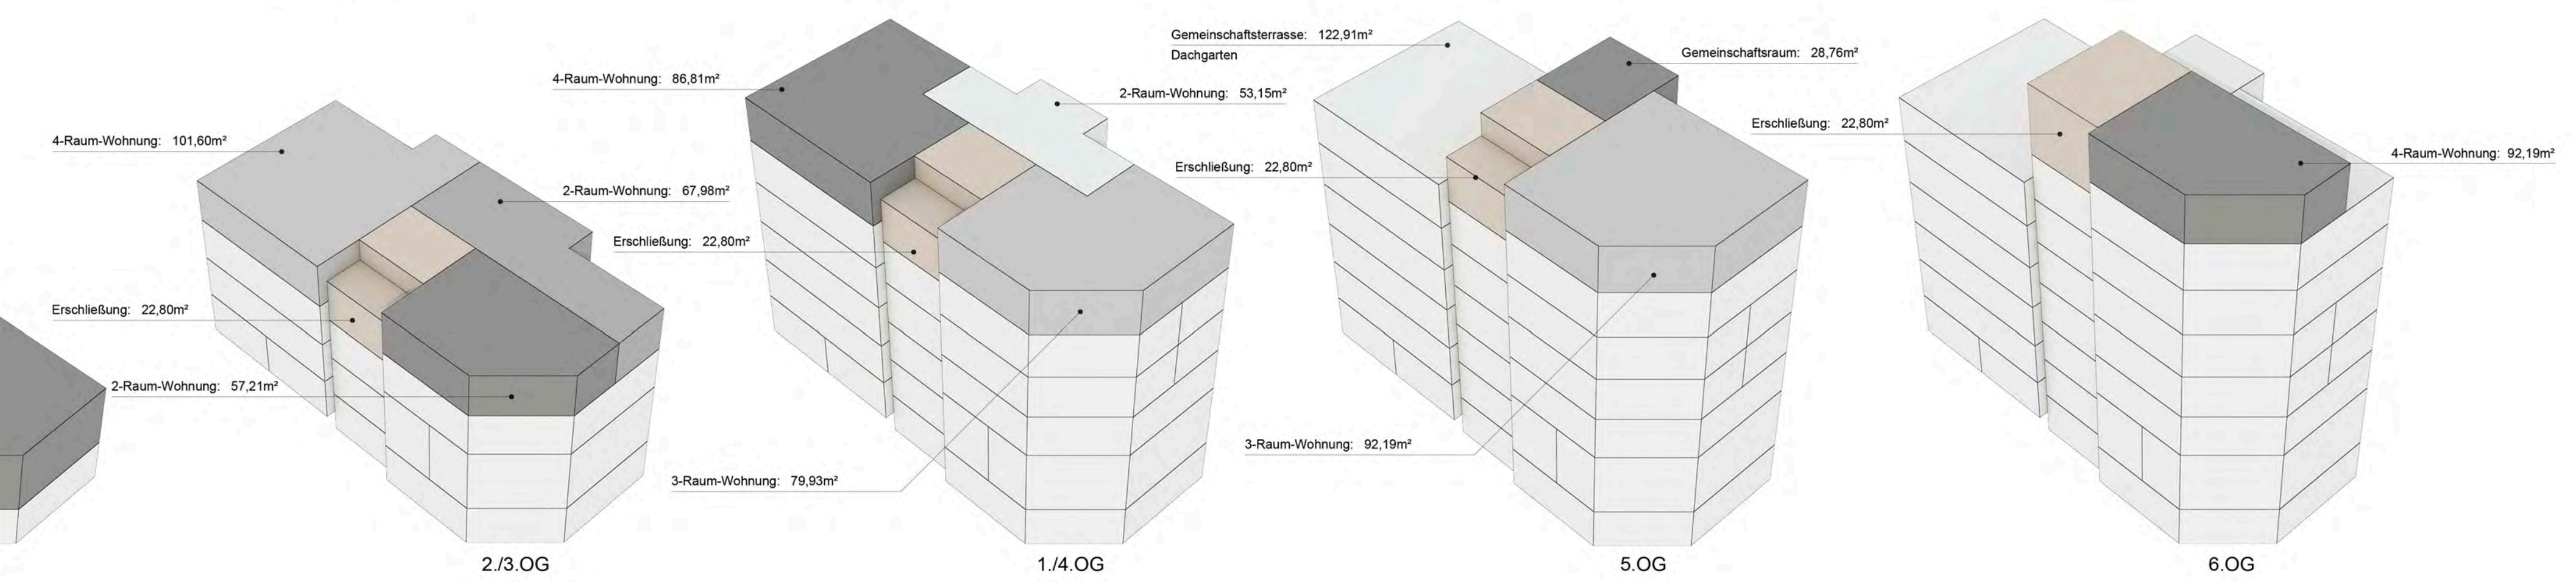 4-Raum-Wohnung: 101,60m²
2-Raum-Wohnung: 67,98m²
Erschließung: 22,80m²
2-Raum-Wohnung: 57,21m²
2./3.OG
4-Raum-Wohnung: 86,81m²
2-Raum-Wohnung: 53,15m²
Erschließung: 22,80m²
3-Raum-Wohnung: 79,93m²
1./4.OG
Gemeinschaftsterrasse: 122,91m²
Dachgarten
Gemeinschaftsraum: 28,76m²
Erschließung: 22,80m²
3-Raum-Wohnung: 92,19m²
5.OG
Erschließung: 22,80m²
4-Raum-Wohnung: 92,19m²
6.OG